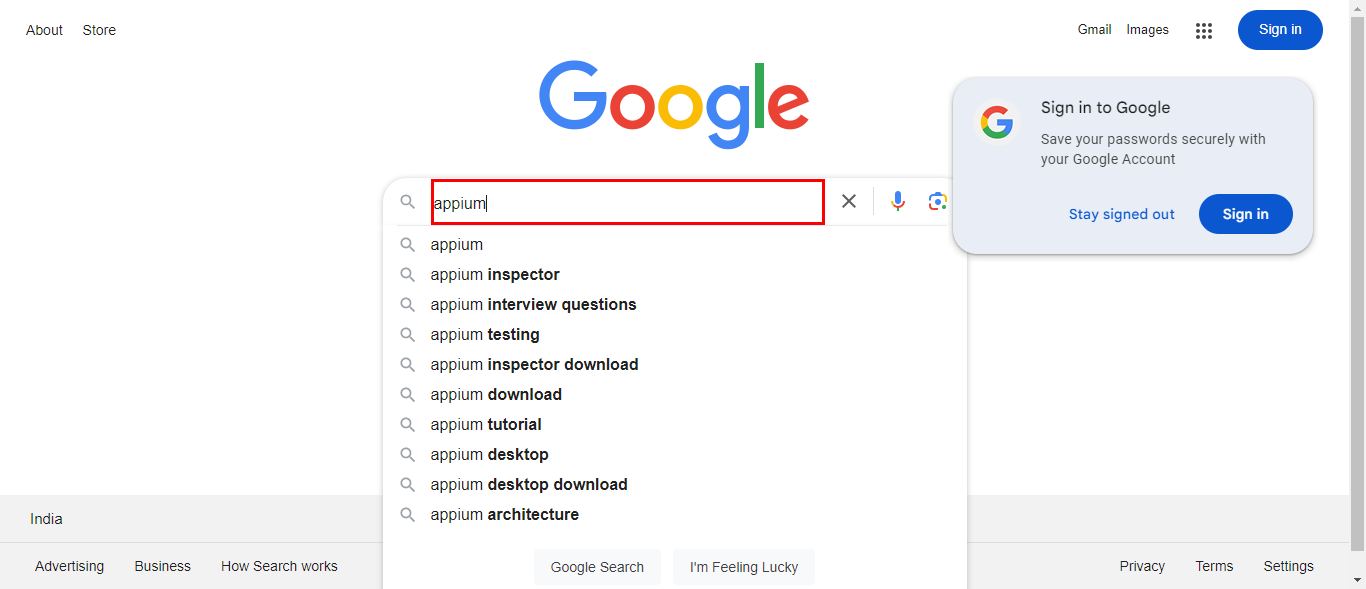 About Store
Gmail Images
Sign in
Google
Sign in to Google
Save your passwords securely with
your Google Account
Stay signed out
Sign in
appium
appium
appium inspector
appium interview questions
appium testing
appium inspector download
appium download
appium tutorial
appium desktop
appium desktop download
appium architecture
Google Search
I'm Feeling Lucky
India
Advertising Business How Search works
Privacy Terms Settings